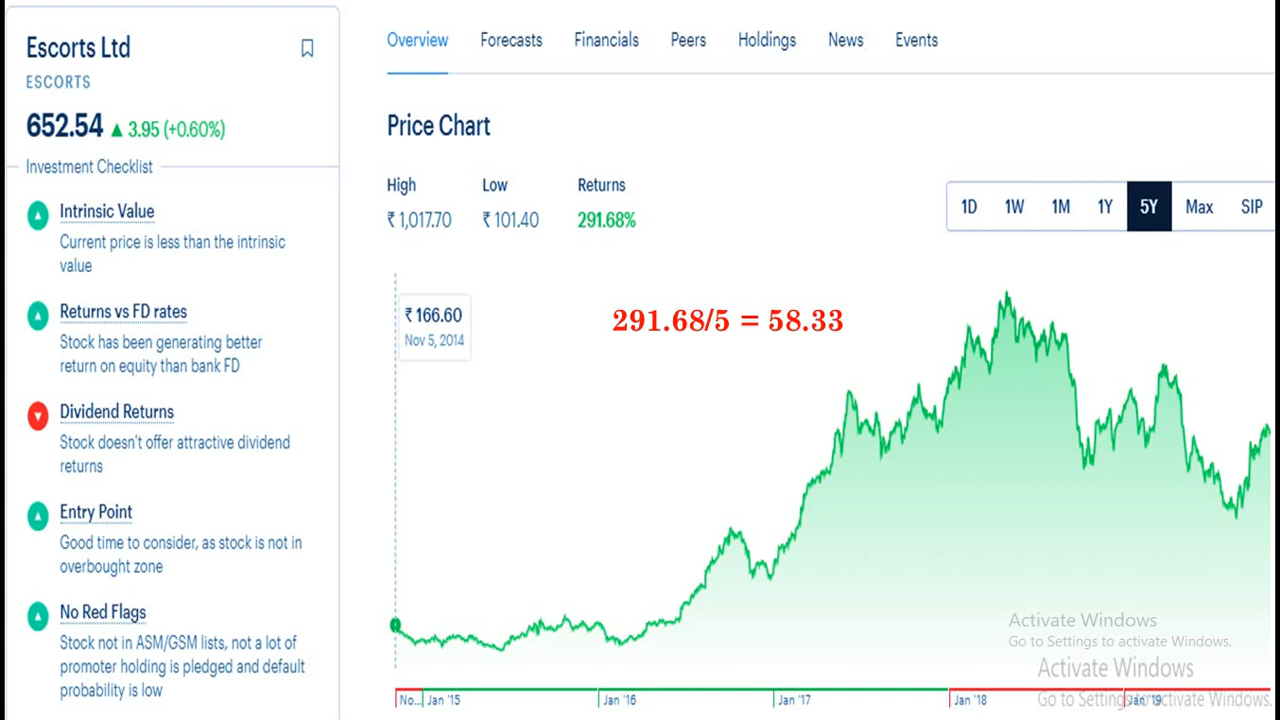 Escorts Ltd
ESCORTS
652.54 ▲ 3.95 (+0.60%)
Investment Checklist
Intrinsic Value
Current price is less than the intrinsic
value
Returns vs FD rates
Stock has been generating better
return on equity than bank FD
Dividend Returns
Stock doesn't offer attractive dividend
returns
Entry Point
Good time to consider, as stock is not in
overbought zone
No Red Flags
Stock not in ASM/GSM lists, not a lot of
promoter holding is pledged and default
probability is low
Overview Forecasts Financials Peers Holdings News Events
Price Chart
High Low Returns
₹ 1,017.70 ₹ 101.40 291.68%
1D 1W 1M 1Y 5Y Max SIP
₹ 166.60
Nov 5, 2014
291.68/5 = 58.33
Activate Windows
Go to Settings to activate Windows.
Activate Windows
Go to Settings to activate Windows.
No... Jan '15 Jan '16 Jan '17 Jan '18 Jan '19